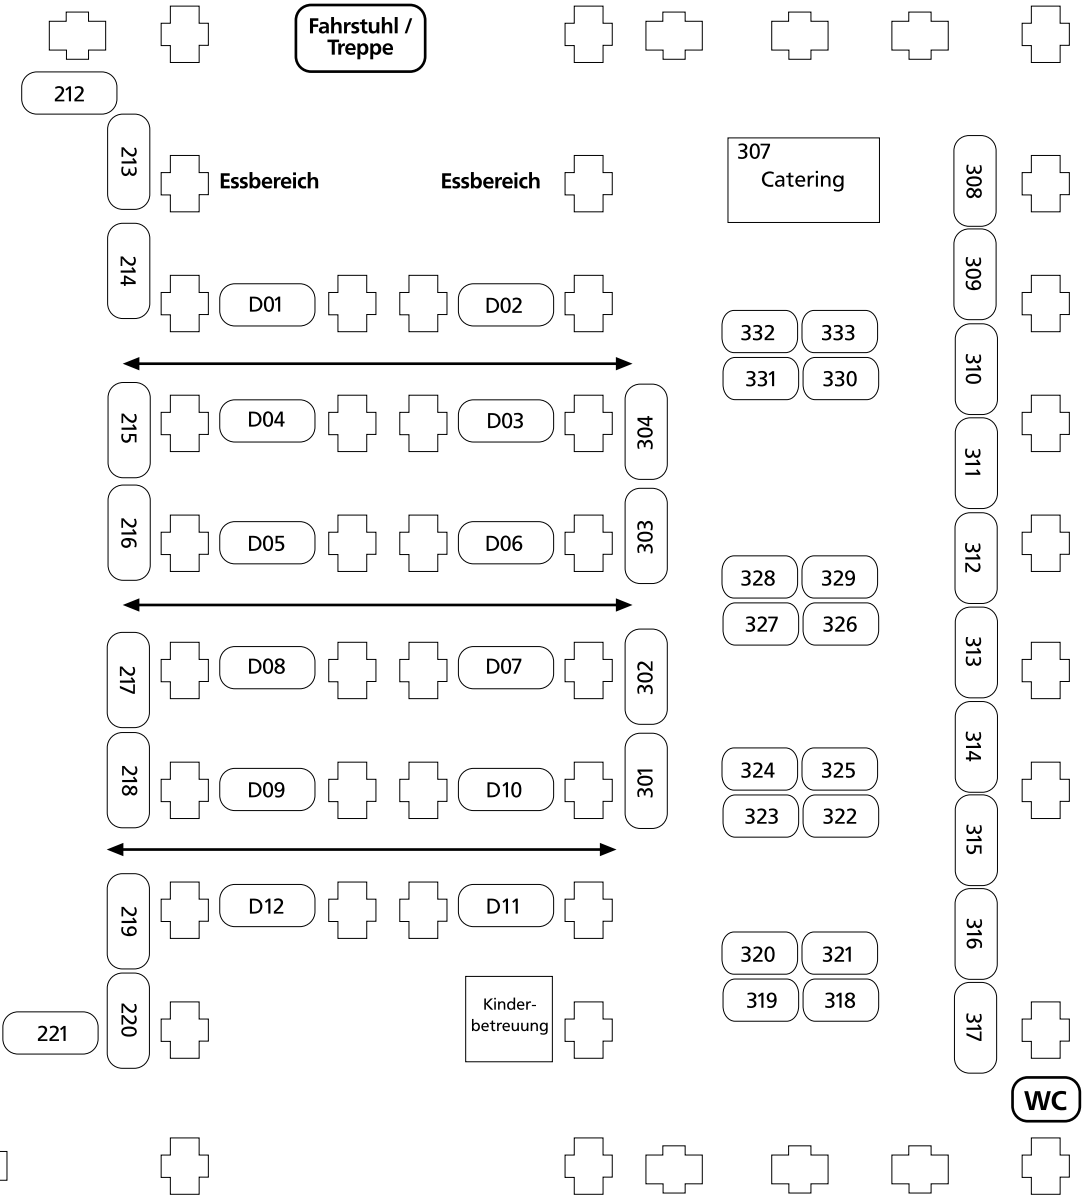 Fahrstuhl /
Treppe
212
213
Essbereich
Essbereich
307
Catering
308
214
309
D01
D02
332
333
331
330
310
215
D04
D03
304
311
216
D05
D06
303
312
328
329
327
326
217
D08
D07
302
313
218
D09
D10
301
314
324
325
323
322
315
219
D12
D11
316
320
321
319
318
220
221
Kinder-
betreuung
317
WC